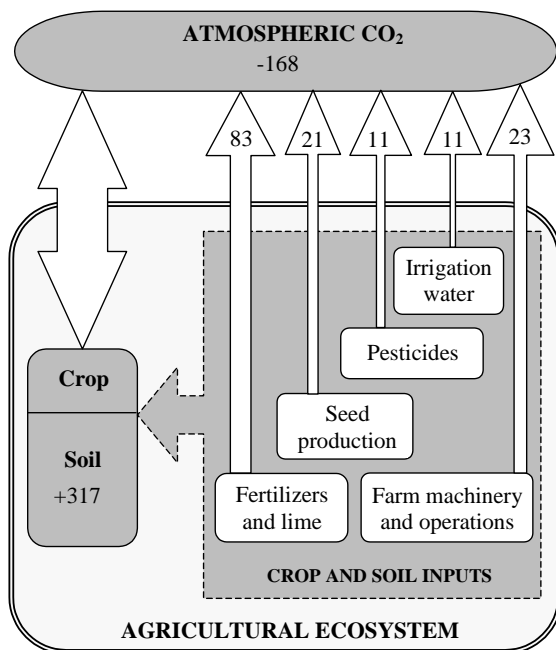 ATMOSPHERIC CO₂
-168
83
21
11
11
23
Irrigation
water
Pesticides
Crop
Seed
production
Soil
+317
Fertilizers
and lime
Farm machinery
and operations
CROP AND SOIL INPUTS
AGRICULTURAL ECOSYSTEM